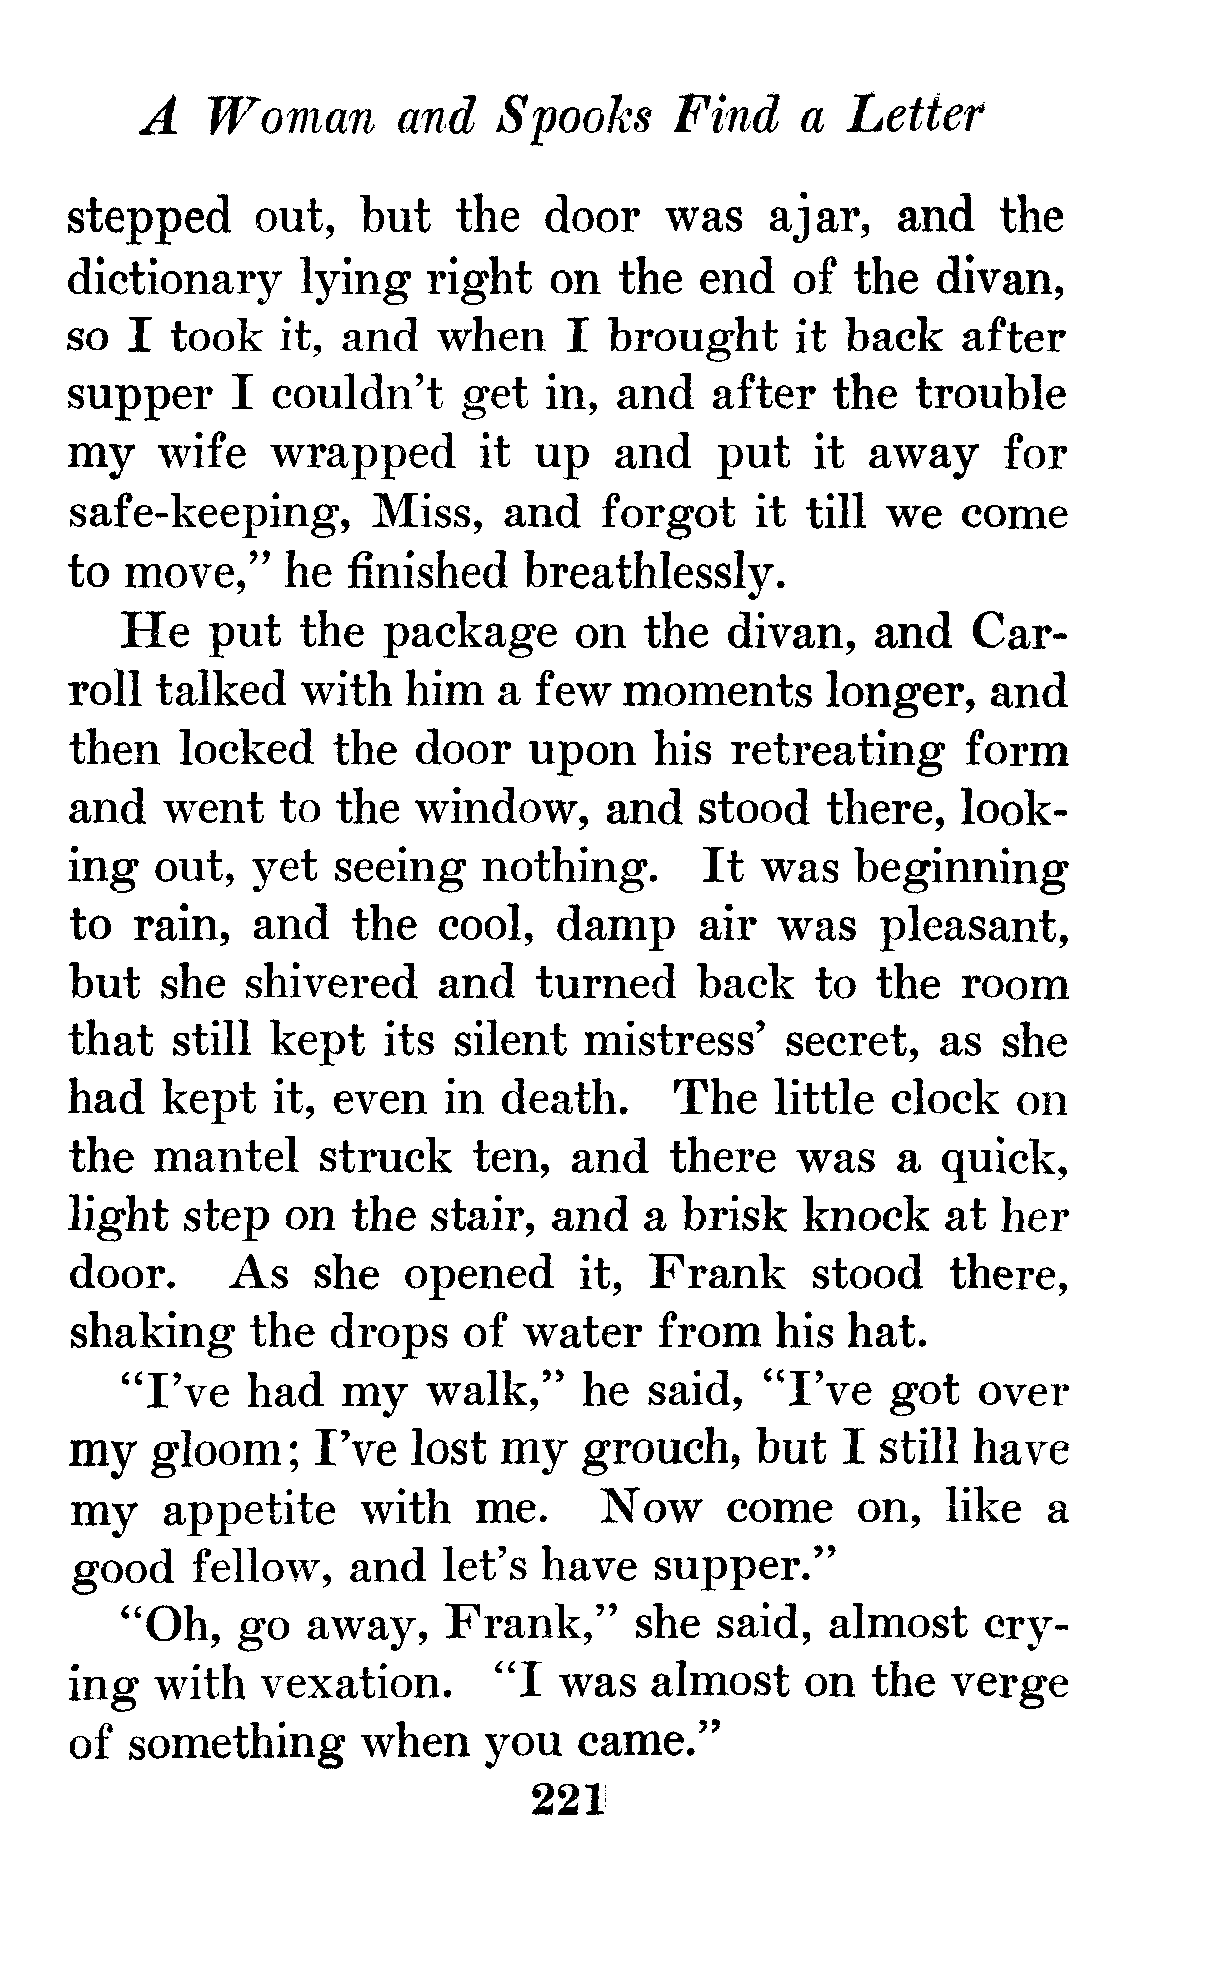 A Woman and Spooks Find a Letter
stepped out, but the door was ajar, and the
dictionary lying right on the end of the divan,
so I took it, and when I brought it back after
supper I couldn't get in, and after the trouble
my wife wrapped it up and put it away for
safe-keeping, Miss, and forgot it till we come
to move,” he finished breathlessly.
He put the package on the divan, and Car-
roll talked with him a few moments longer, and
then locked the door upon his retreating form
and went to the window, and stood there, look-
ing out, yet seeing nothing. It was beginning
to rain, and the cool, damp air was pleasant,
but she shivered and turned back to the room
that still kept its silent mistress’ secret, as she
had kept it, even in death. The little clock on
the mantel struck ten, and there was a quick,
light step on the stair, and a brisk knock at her
door. As she opened it, Frank stood there,
shaking the drops of water from his hat.
“I’ve had my walk,” he said, “I’ve got over
my gloom; I’ve lost my grouch, but I still have
my appetite with me. Now come on, like a
good fellow, and let’s have supper.”
“Oh, go away, Frank,” she said, almost cry-
ing with vexation. “I was almost on the verge
of something when you came.”
221